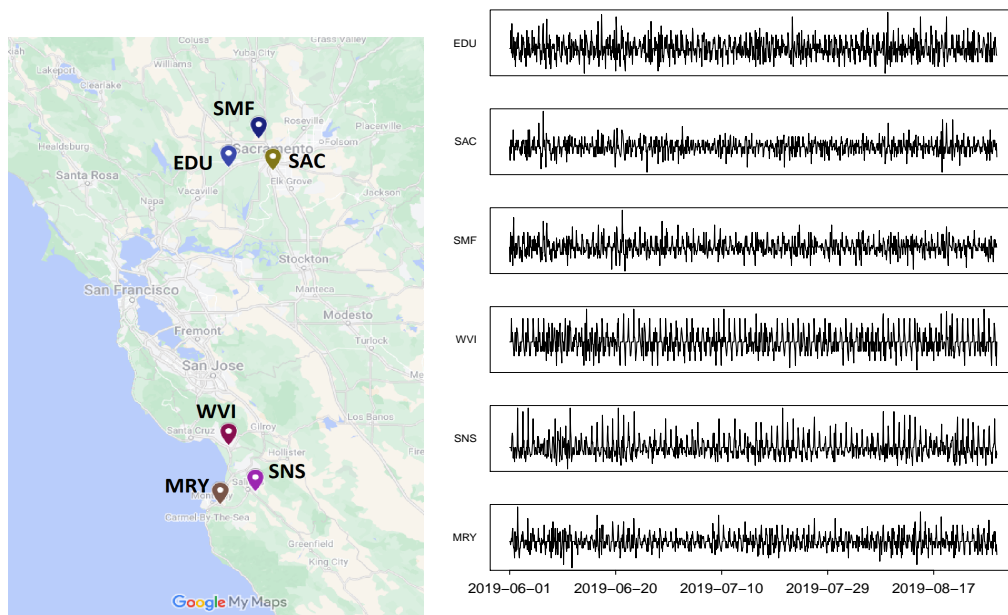 Colusa
Yuba City
Lakeport
Williams
Clearlake
SMF
Roseville
Placerville
Folsom
Healdsburg
EDU
Sacramento
SAC
Santa Rosa
Elk Grove
Vacaville
Jackson
Napa
Stockton
San Francisco
Manteca
Modesto
Fremont
Turlock
San Jose
WVI
Los Banos
Santa Cruz
Gilroy
Hollister
SNS
MRY
Carmel-By-The-Sea
Greenfield
King City
Google My Maps
EDU
SAC
SMF
WVI
SNS
MRY
2019–06–01 2019–06–20 2019–07–10 2019–07–29 2019–08–17